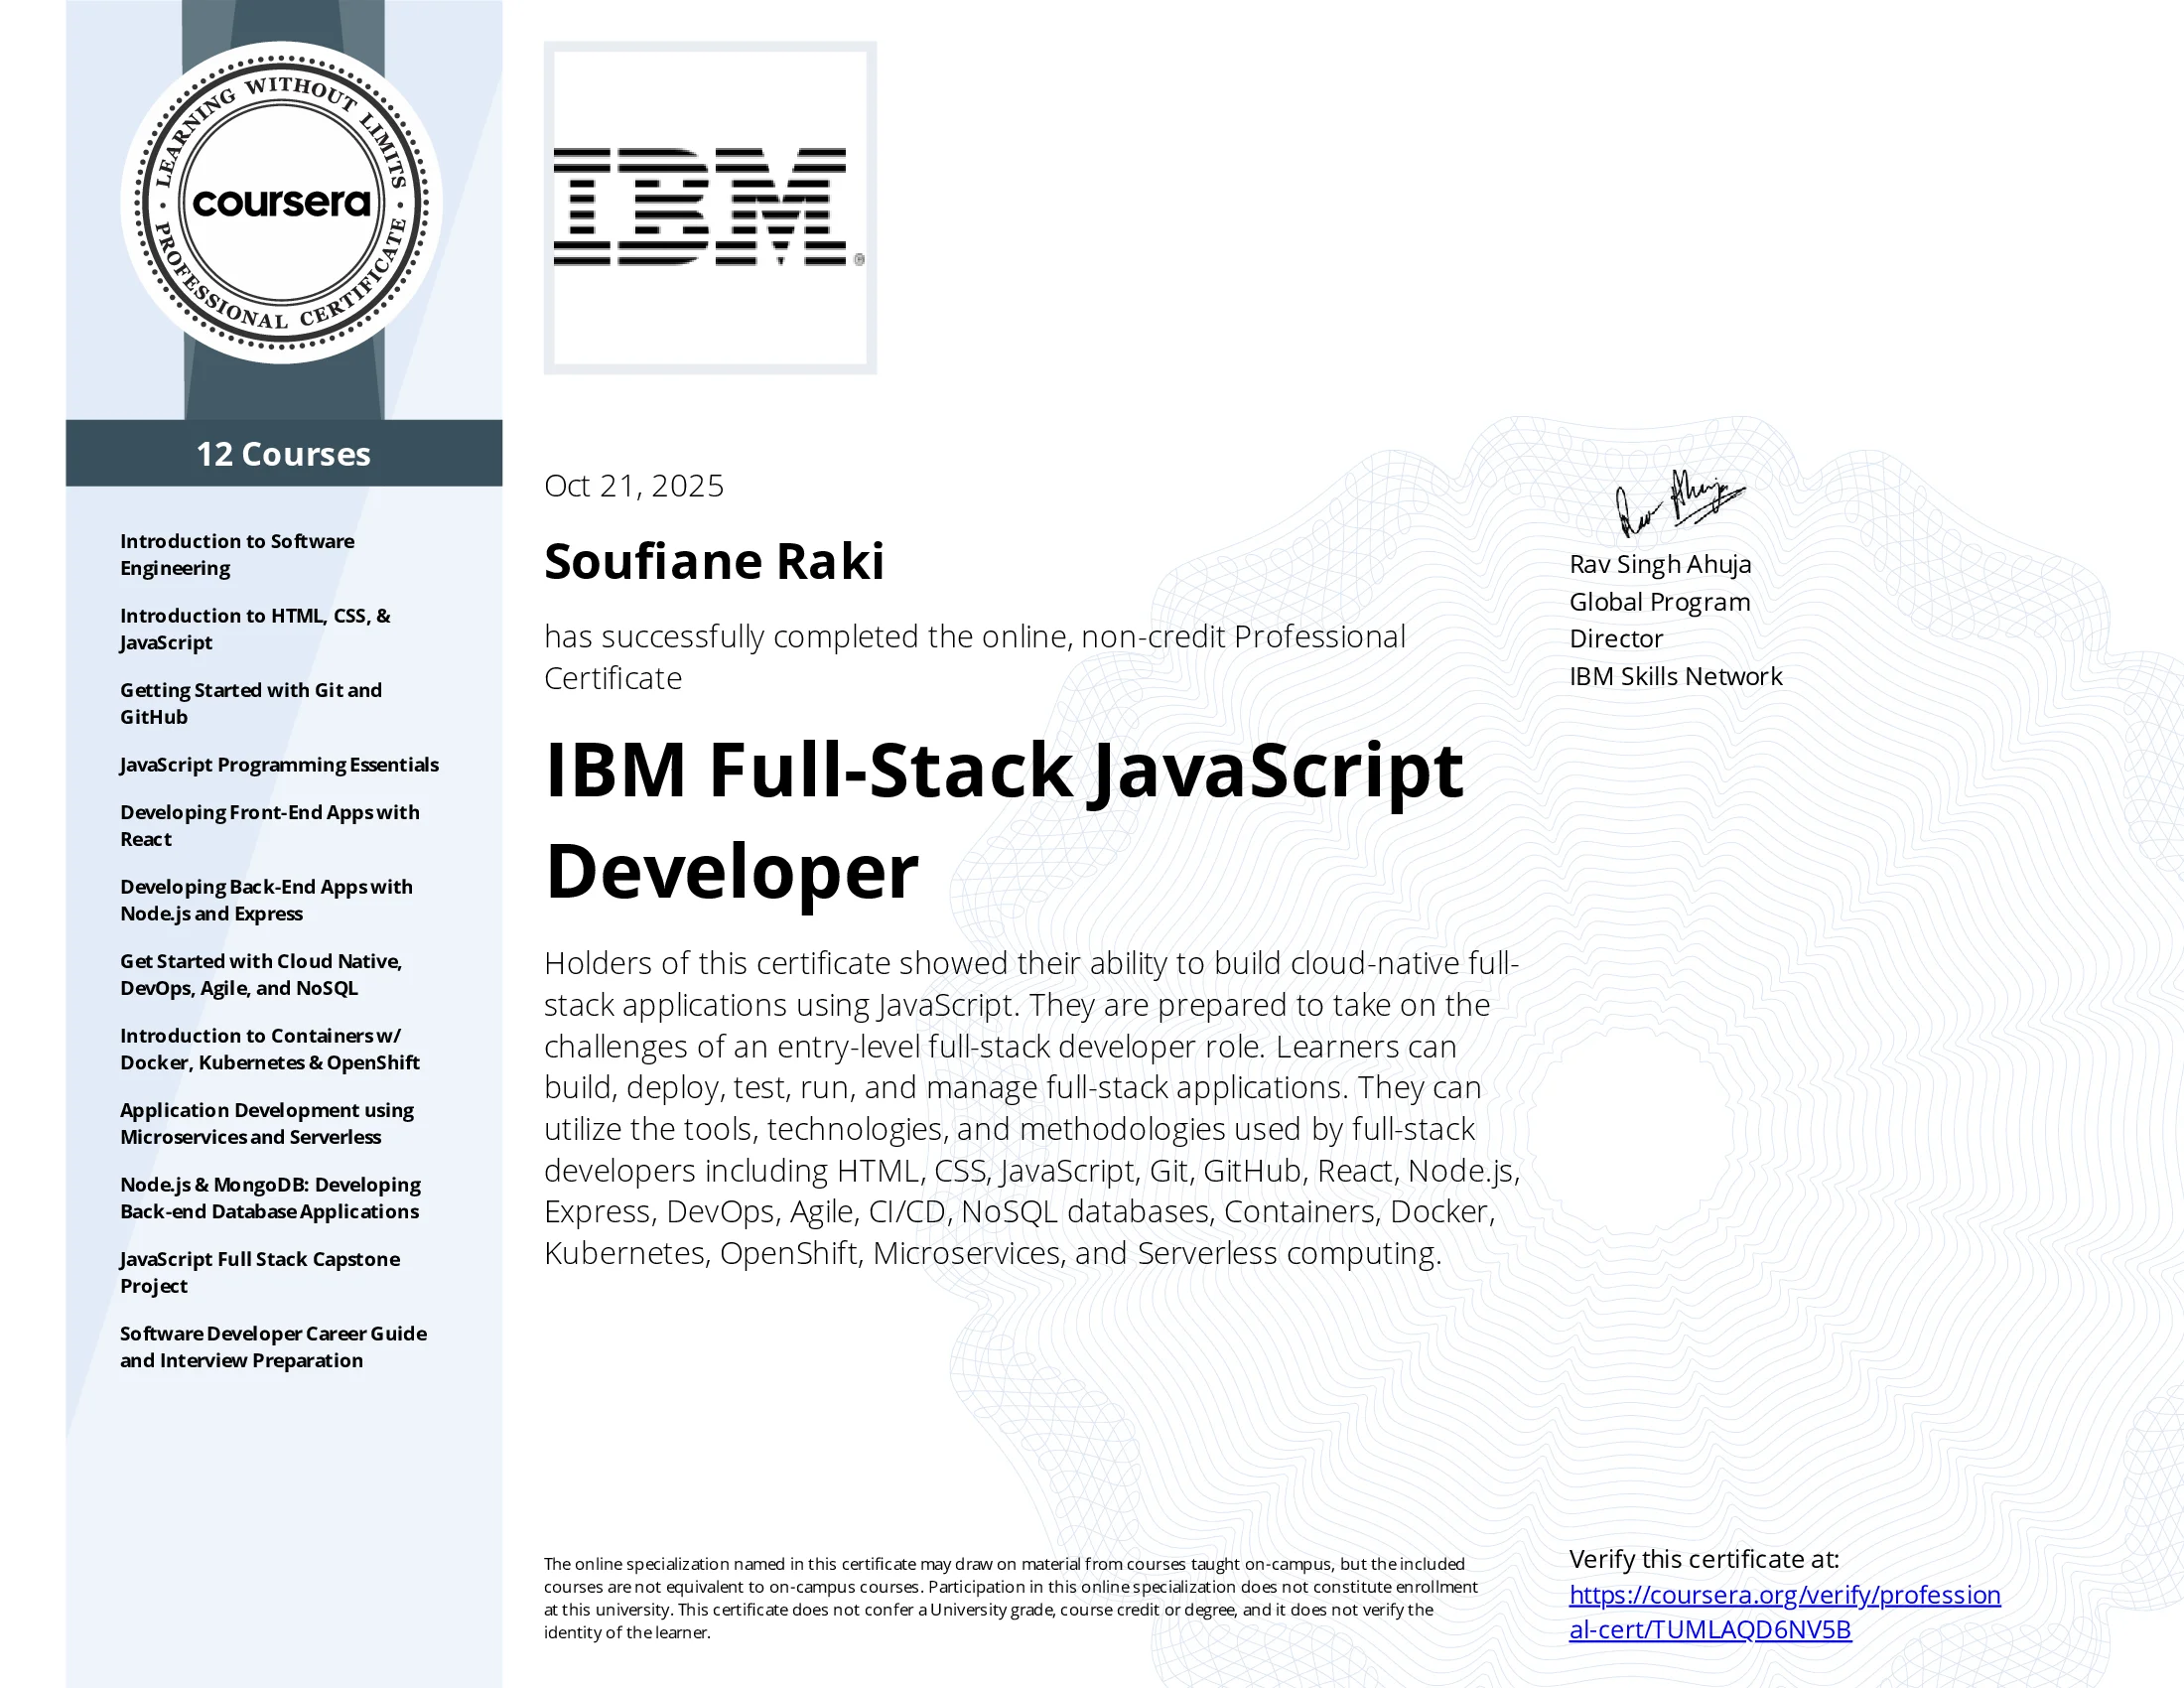 LEARNING WITHOUT LIMITS
coursera
PROFESSIONAL CERTIFICATE
12 Courses
Introduction to Software
Engineering
Introduction to HTML, CSS, &
JavaScript
Getting Started with Git and
GitHub
JavaScript Programming Essentials
Developing Front-End Apps with
React
Developing Back-End Apps with
Node.js and Express
Get Started with Cloud Native,
DevOps, Agile, and NoSQL
Introduction to Containers w/
Docker, Kubernetes & OpenShift
Application Development using
Microservices and Serverless
Node.js & MongoDB: Developing
Back-end Database Applications
JavaScript Full Stack Capstone
Project
Software Developer Career Guide
and Interview Preparation
IBM®
Oct 21, 2025
Soufiane Raki
has successfully completed the online, non-credit Professional
Certificate
IBM Full-Stack JavaScript
Developer
Holders of this certificate showed their ability to build cloud-native full-
stack applications using JavaScript. They are prepared to take on the
challenges of an entry-level full-stack developer role. Learners can
build, deploy, test, run, and manage full-stack applications. They can
utilize the tools, technologies, and methodologies used by full-stack
developers including HTML, CSS, JavaScript, Git, GitHub, React, Node.js,
Express, DevOps, Agile, CI/CD, NoSQL databases, Containers, Docker,
Kubernetes, OpenShift, Microservices, and Serverless computing.
The online specialization named in this certificate may draw on material from courses taught on-campus, but the included
courses are not equivalent to on-campus courses. Participation in this online specialization does not constitute enrollment
at this university. This certificate does not confer a University grade, course credit or degree, and it does not verify the
identity of the learner.
Rav Ahuja
Rav Singh Ahuja
Global Program
Director
IBM Skills Network
Verify this certificate at:
https://coursera.org/verify/profession
al-cert/TUMLAQD6NV5B